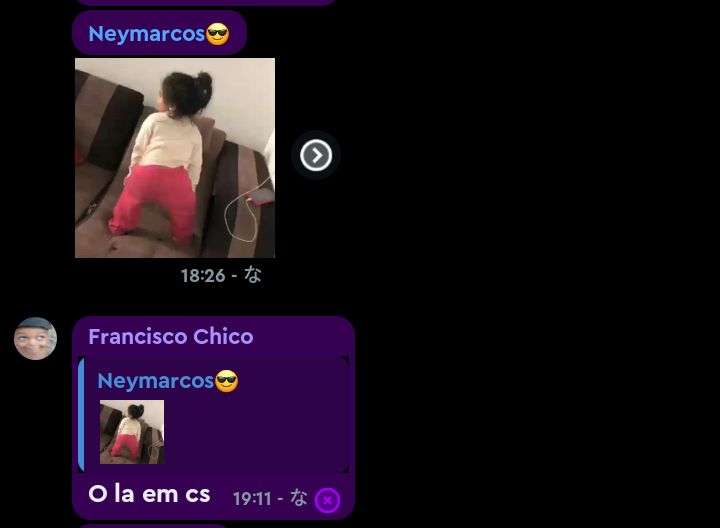 Neymarcos😎
18:26 - な
Francisco Chico
Neymarcos😎
O la em cs 19:11 - な